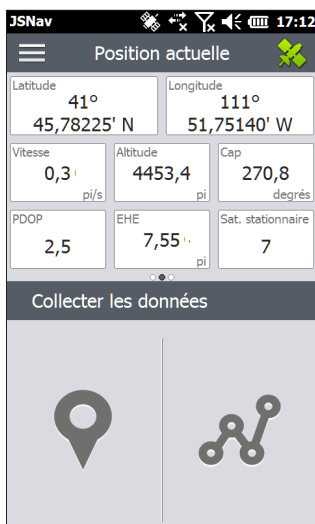 JSNav 17:12
Position actuelle
Latitude
41°
45,78225' N
Longitude
111°
51,75140' W
Vitesse
0,3
pi/s
Altitude
4453,4
pi
Cap
270,8
degrés
PDOP
2,5
EHE
7,55
pi
Sat. stationnaire
7
Collecter les données